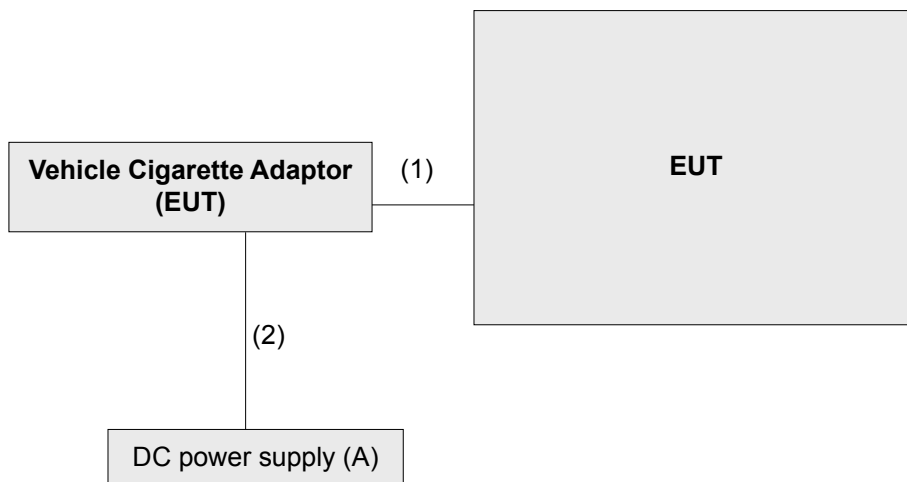 Vehicle Cigarette Adaptor
(EUT)
(1)
EUT
(2)
DC power supply (A)